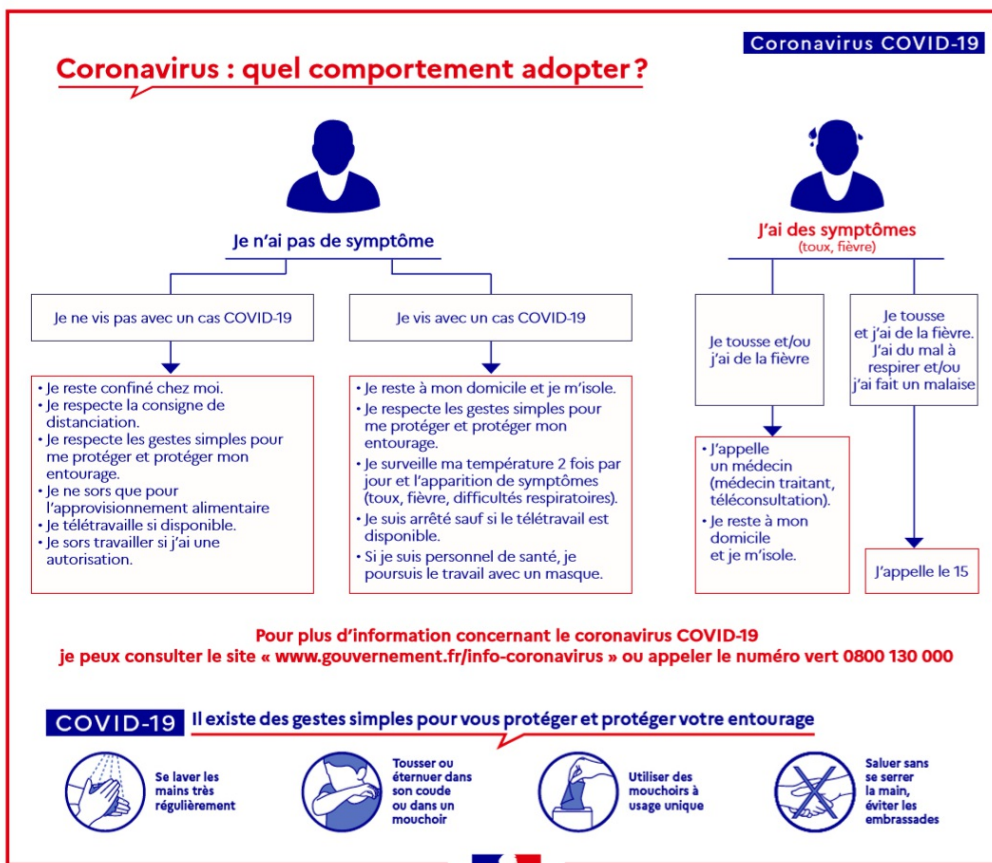 Coronavirus COVID-19
Coronavirus : quel comportement adopter ?
Je n'ai pas de symptôme
Je ne vis pas avec un cas COVID-19
• Je reste confiné chez moi.
• Je respecte la consigne de
distanciation.
• Je respecte les gestes simples pour
me protéger et protéger mon
entourage.
• Je ne sors que pour
l'approvisionnement alimentaire
• Je télétravaille si disponible.
• Je sors travailler si j'ai une
autorisation.
Je vis avec un cas COVID-19
• Je reste à mon domicile et je m'isole.
• Je respecte les gestes simples pour
me protéger et protéger mon
entourage.
• Je surveille ma température 2 fois par
jour et l'apparition de symptômes
(toux, fièvre, difficultés respiratoires).
• Je suis arrêté sauf si le télétravail est
disponible.
• Si je suis personnel de santé, je
poursuis le travail avec un masque.
J'ai des symptômes
(toux, fièvre)
Je tousse et/ou
j'ai de la fièvre
• J'appelle
un médecin
(médecin traitant,
téléconsultation).
• Je reste à mon
domicile
et je m'isole.
Je tousse
et j'ai de la fièvre.
J'ai du mal à
respirer et/ou
j'ai fait un malaise
J'appelle le 15
Pour plus d'information concernant le coronavirus COVID-19
je peux consulter le site « www.gouvernement.fr/info-coronavirus » ou appeler le numéro vert 0800 130 000
COVID-19 Il existe des gestes simples pour vous protéger et protéger votre entourage
Se laver les
mains très
régulièrement
Tousser ou
éternuer dans
son coude
ou dans un
mouchoir
Utiliser des
mouchoirs à
usage unique
Saluer sans
se serrer
la main,
éviter les
embrassades